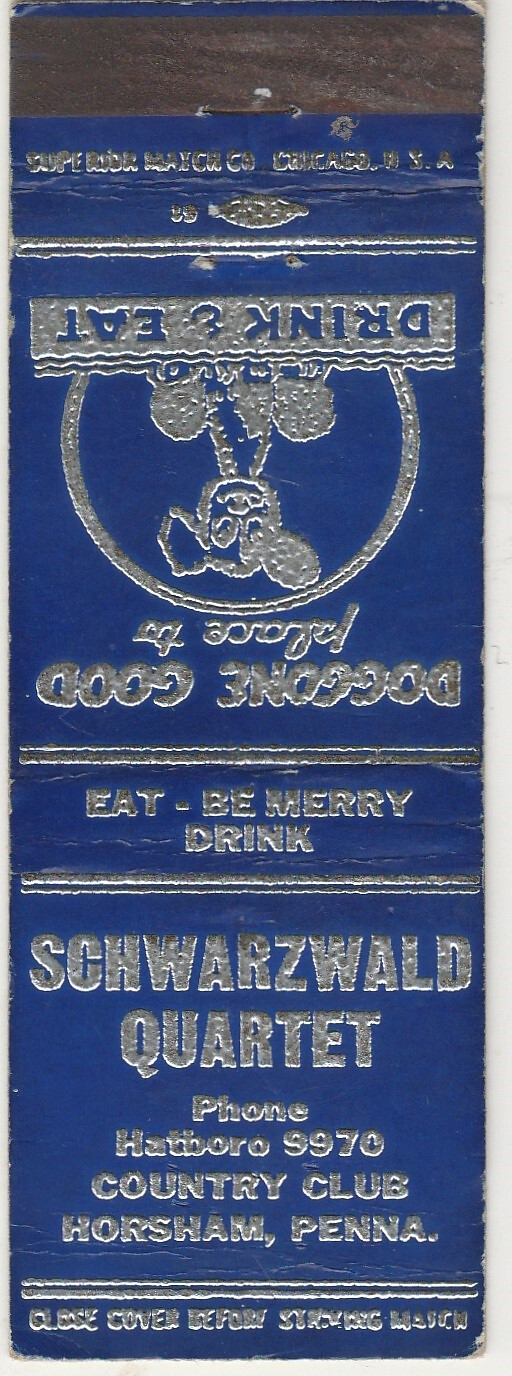 SUPERIOR MATCH CO CHICAGO, U S A
DOGGONE GOOD
place to
DRINK & EAT
EAT - BE MERRY
DRINK
SCHWARZWALD
QUARTET
Phone
Hatboro 9970
COUNTRY CLUB
HORSHAM, PENNA.
CLOSE COVER BEFORE STRIKING MATCH